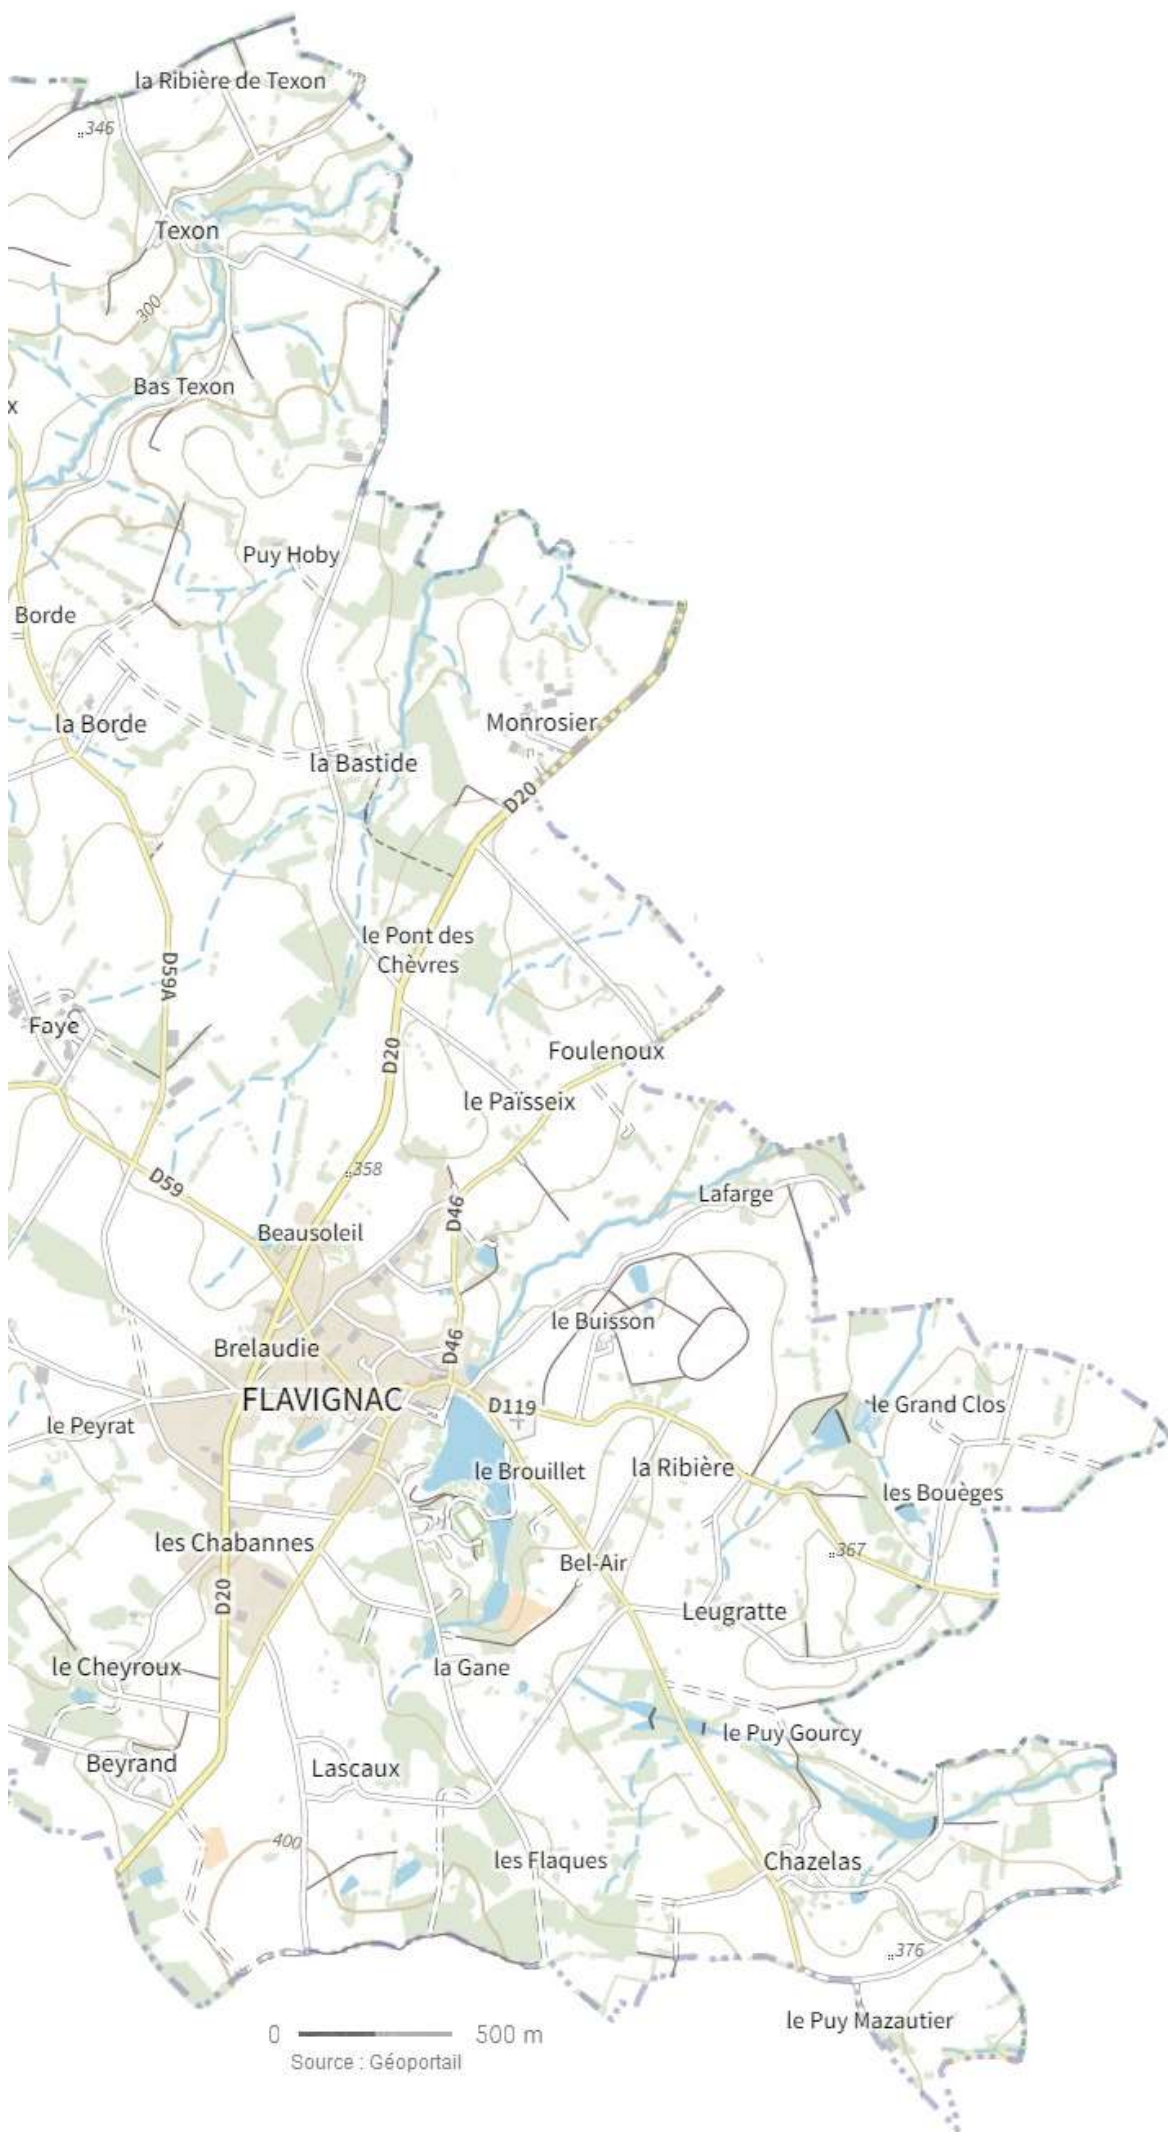 la Ribière de Texon
346
Texon
300
Bas Texon
x
Puy Hoby
Borde
la Borde
Monrosier
la Bastide
D20
le Pont des
Chèvres
D59A
Faye
D20
Foulenoux
le Païsseix
358
D59
D46
Lafarge
Beausoleil
le Buisson
Brelaudie
D46
FLAVIGNAC
D119
le Grand Clos
le Peyrat
le Brouillet
la Ribière
les Bouèges
les Chabannes
367
Bel-Air
D20
Leugratte
le Cheyroux
la Gane
le Puy Gourcy
Beyrand
Lascaux
400
les Flaques
Chazelas
376
le Puy Mazautier
0 500 m
Source : Géoportail